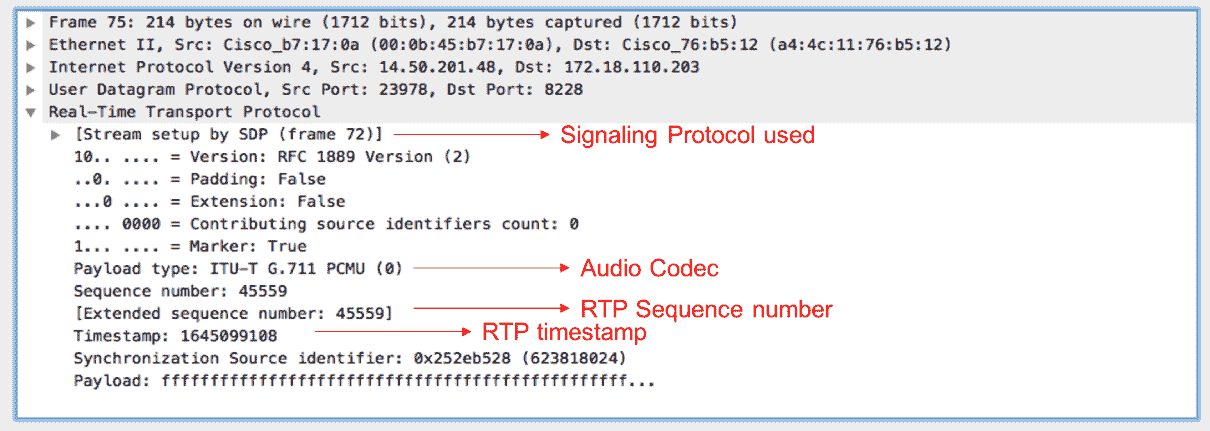 Frame 75: 214 bytes on wire (1712 bits), 214 bytes captured (1712 bits)
Ethernet II, Src: Cisco_b7:17:0a (00:0b:45:b7:17:0a), Dst: Cisco_76:b5:12 (a4:4c:11:76:b5:12)
Internet Protocol Version 4, Src: 14.50.201.48, Dst: 172.18.110.203
User Datagram Protocol, Src Port: 23978, Dst Port: 8228
Real-Time Transport Protocol
[Stream setup by SDP (frame 72)] Signaling Protocol used
10.. .... = Version: RFC 1889 Version (2)
..0. .... = Padding: False
...0 .... = Extension: False
.... 0000 = Contributing source identifiers count: 0
1... .... = Marker: True
Payload type: ITU-T G.711 PCMU (0) Audio Codec
Sequence number: 45559
[Extended sequence number: 45559] RTP Sequence number
Timestamp: 1645099108 RTP timestamp
Synchronization Source identifier: 0x252eb528 (623818024)
Payload: ffffffffffffffffffffffffffffffffffffffffffffffff...